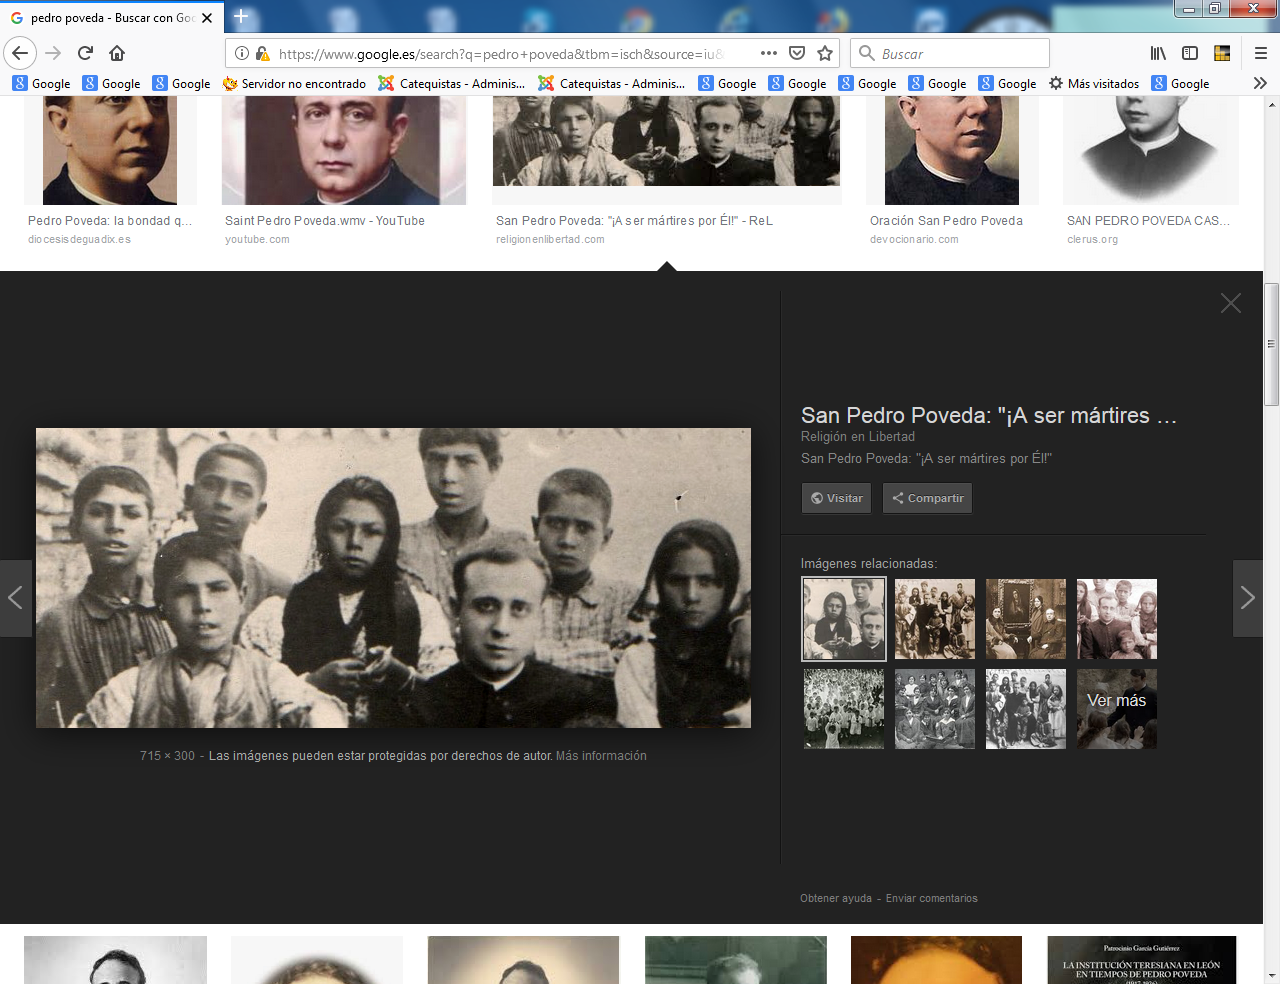 pedro poveda - Buscar con Goo
https://www.google.es/search?q=pedro+poveda&tbm=isch&source=iu&
Buscar
Google
Google
Google
Servidor no encontrado
Catequistas - Adminis...
Catequistas - Adminis...
Google
Google
Google
Google
Google
Más visitados
Google
Pedro Poveda: la bondad q...
diocesisdeguadix.es
Saint Pedro Poveda.wmv - YouTube
youtube.com
San Pedro Poveda: "¡A ser mártires por Él!" - ReL
religionenlibertad.com
Oración San Pedro Poveda
devocionario.com
SAN PEDRO POVEDA CAS...
clerus.org
San Pedro Poveda: "¡A ser mártires ...
Religión en Libertad
San Pedro Poveda: "¡A ser mártires por Él!"
Visitar
Compartir
Imágenes relacionadas:
Ver más
715 × 300 - Las imágenes pueden estar protegidas por derechos de autor. Más información
Obtener ayuda - Enviar comentarios
Patrocinio García Gutiérrez
LA INSTITUCIÓN TERESIANA EN LEÓN
EN TIEMPOS DE PEDRO POVEDA
(1917-1936)